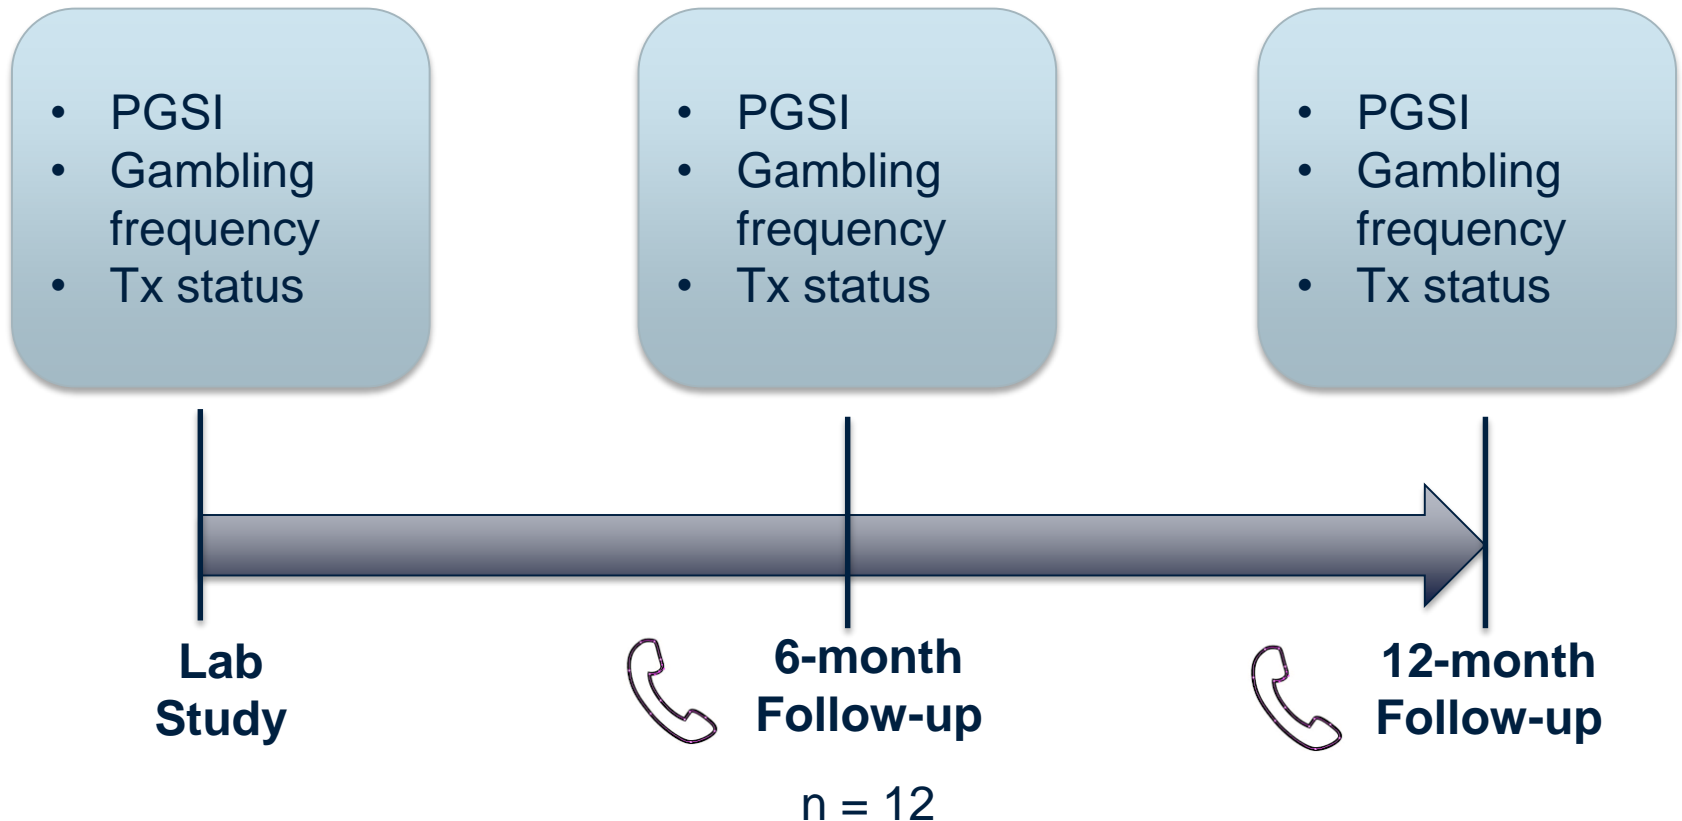 • PGSI
• Gambling
frequency
• Tx status
• PGSI
• Gambling
frequency
• Tx status
• PGSI
• Gambling
frequency
• Tx status
Lab
Study
6-month
Follow-up
12-month
Follow-up
n = 12